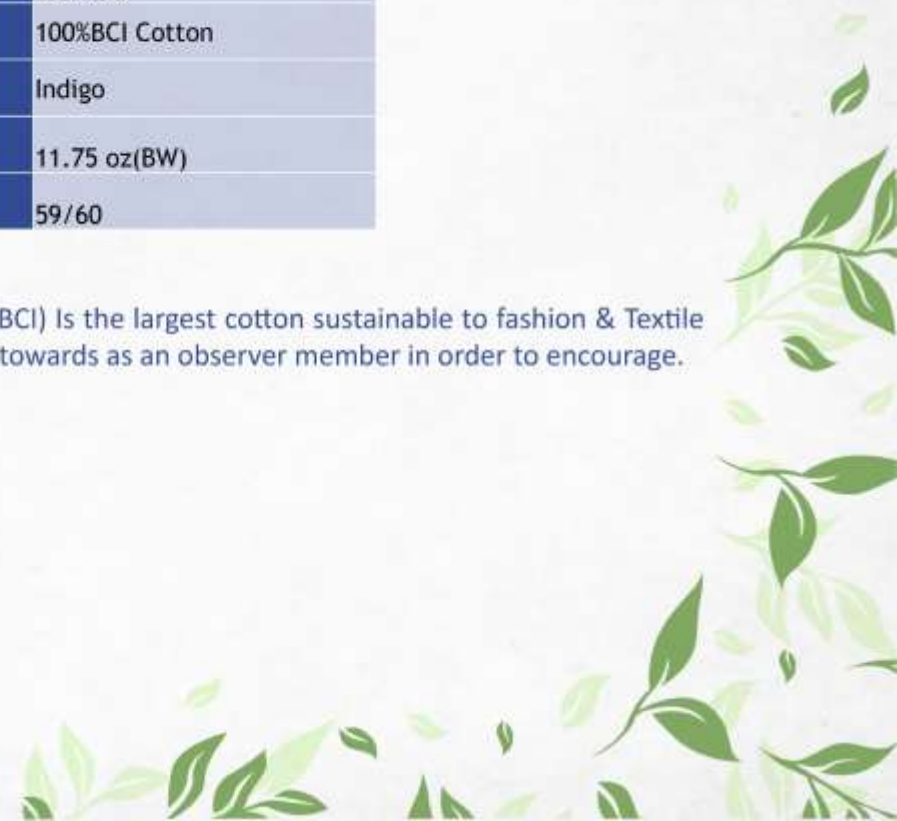 100%BCI Cotton
Indigo
11.75 oz(BW)
59/60
BCI) Is the largest cotton sustainable to fashion & Textile
towards as an observer member in order to encourage.